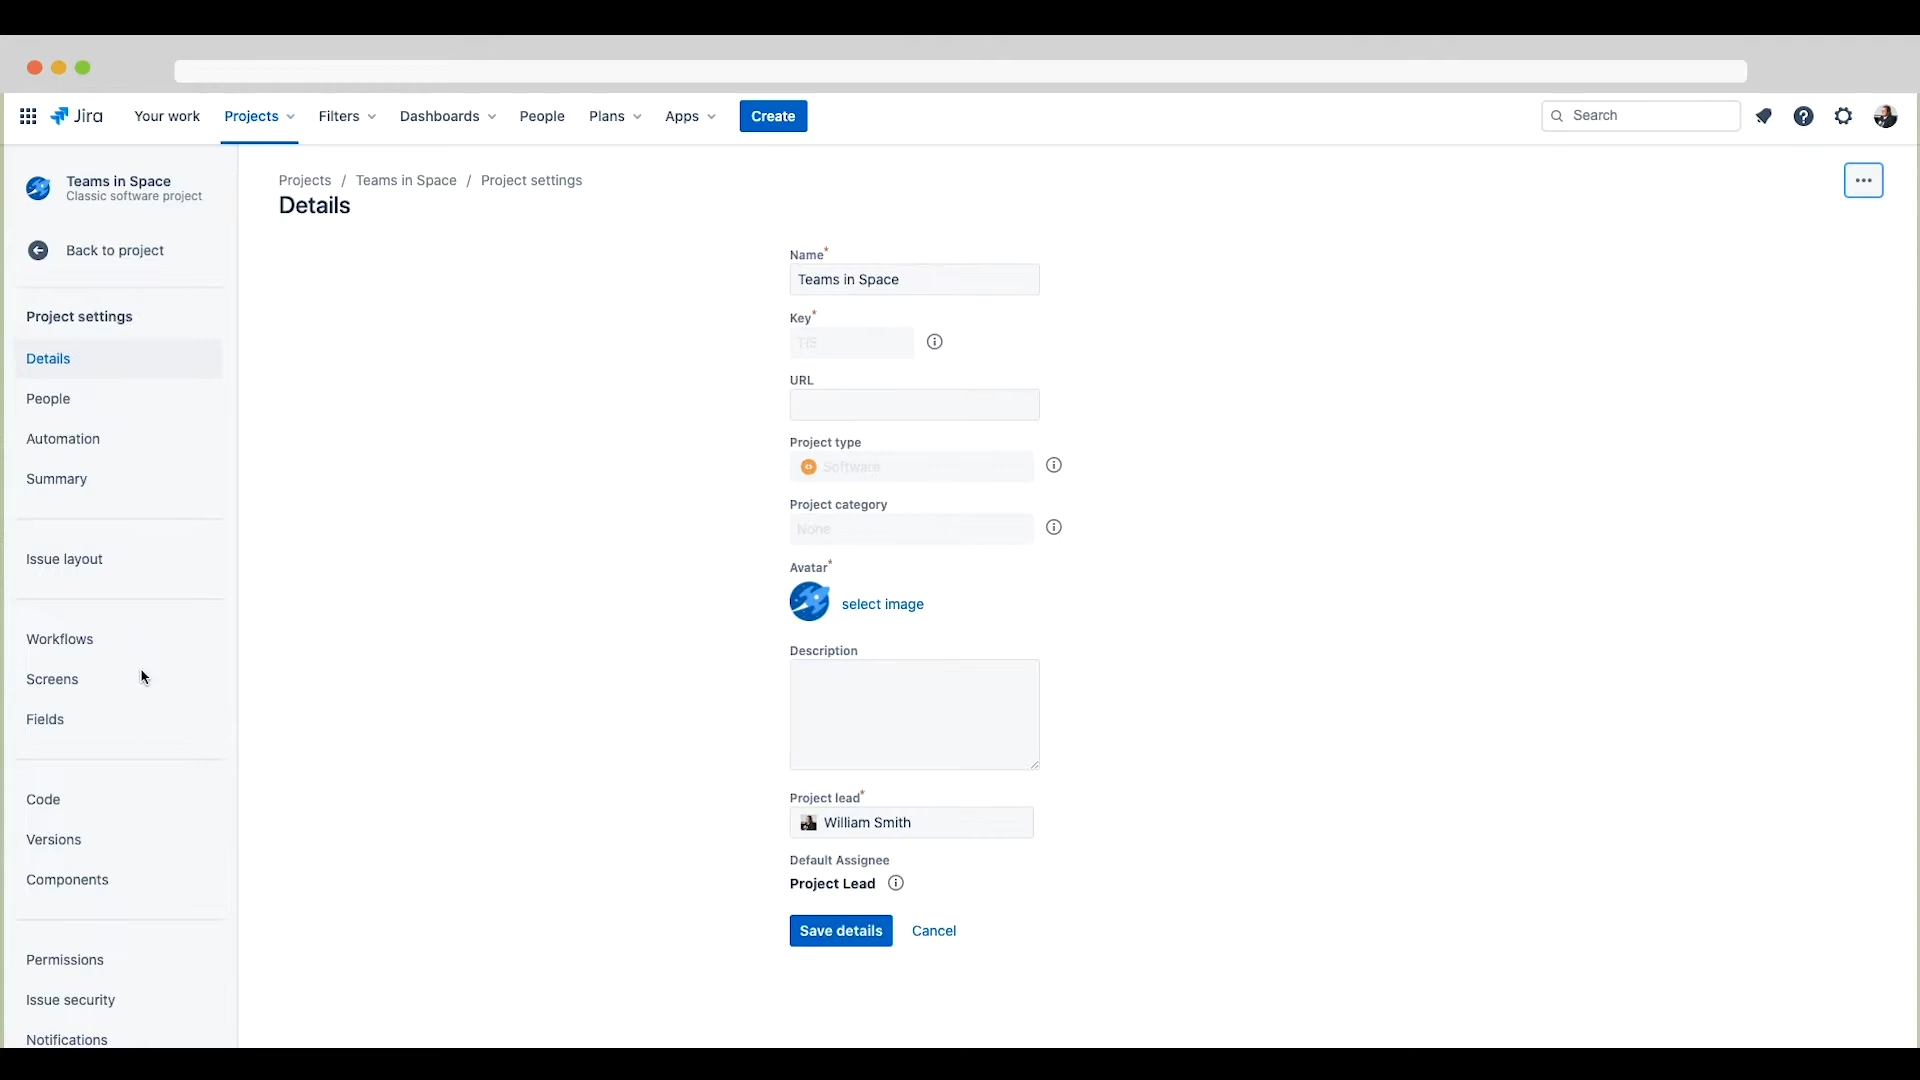 Jira
Your work
Projects
Filters
Dashboards
People
Plans
Apps
Create
Search
Teams in Space
Classic software project
Back to project
Project settings
Details
People
Automation
Summary
Issue layout
Workflows
Screens
Fields
Code
Versions
Components
Permissions
Issue security
Notifications
Projects / Teams in Space / Project settings
Details
Name*
Teams in Space
Key*
TIS
URL
Project type
Software
Project category
None
Avatar*
select image
Description
Project lead*
William Smith
Default Assignee
Project Lead
Save details
Cancel